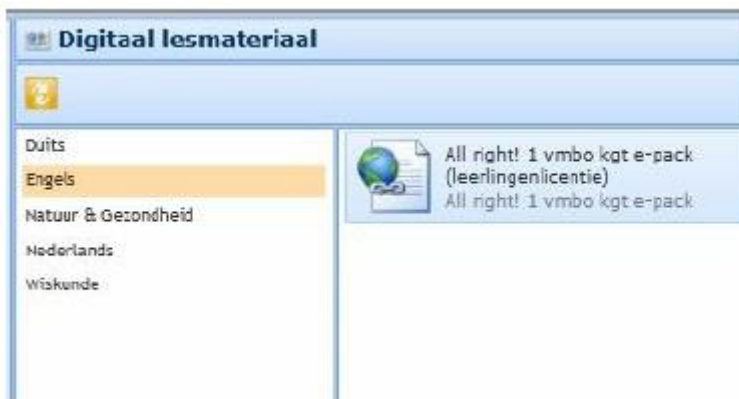 Digitaal lesmateriaal
Duits
Engels
Natuur & Gezondheid
Nederlands
Wiskunde
All right! 1 vmbo kgt e-pack
(leerlingenlicentie)
All right! 1 vmbo kgt e-pack